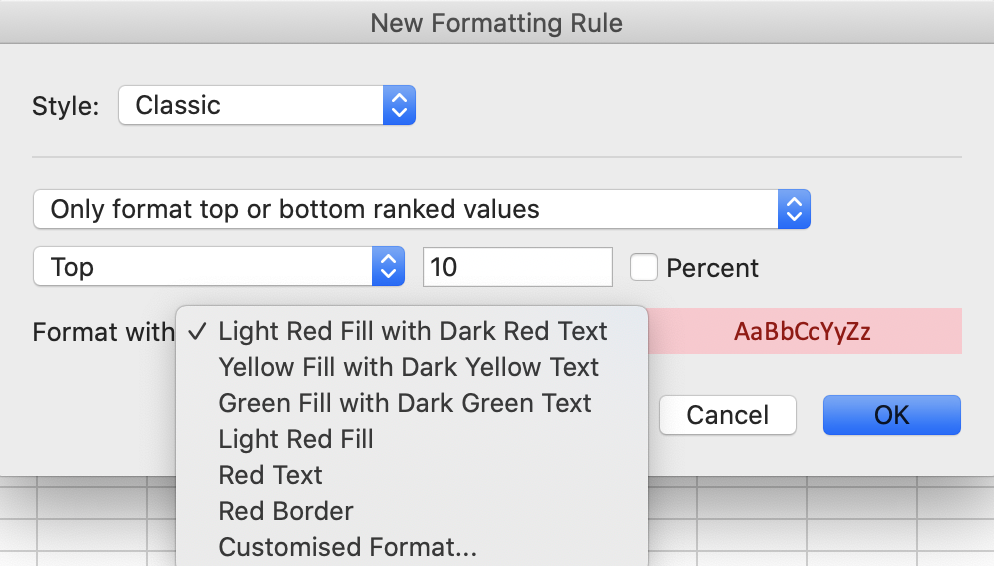 New Formatting Rule
Style: Classic
Only format top or bottom ranked values
Top 10 Percent
Format with ✓ Light Red Fill with Dark Red Text AaBbCcYyZz
Yellow Fill with Dark Yellow Text
Green Fill with Dark Green Text
Light Red Fill
Cancel OK
Red Text
Red Border
Customised Format...